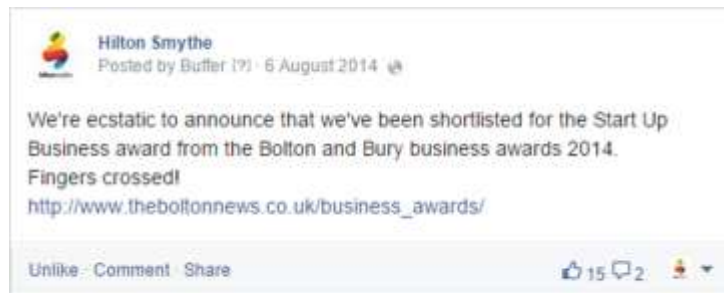 Hilton Smythe
Posted by Buffer [?] · 6 August 2014
We're ecstatic to announce that we've been shortlisted for the Start Up
Business award from the Bolton and Bury business awards 2014.
Fingers crossed!
http://www.theboltonnews.co.uk/business_awards/
Unlike · Comment · Share 15 2